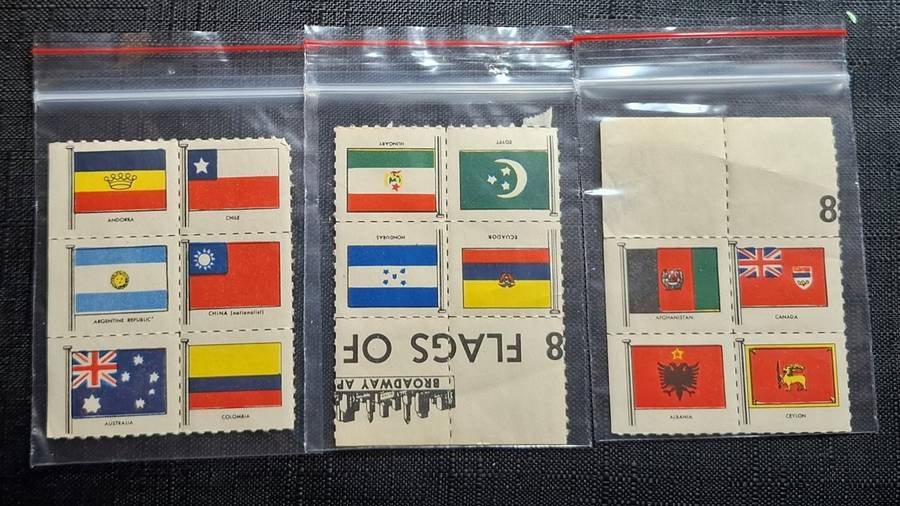 ANDORRA
CHILE
ARGENTINE REPUBLIC
CHINA (nationalist)
AUSTRALIA
COLOMBIA
HUNGARY
EGYPT
HONDURAS
ECUADOR
8 FLAGS OF
BROADWAY AP
8
AFGHANISTAN
CANADA
ALBANIA
CEYLON